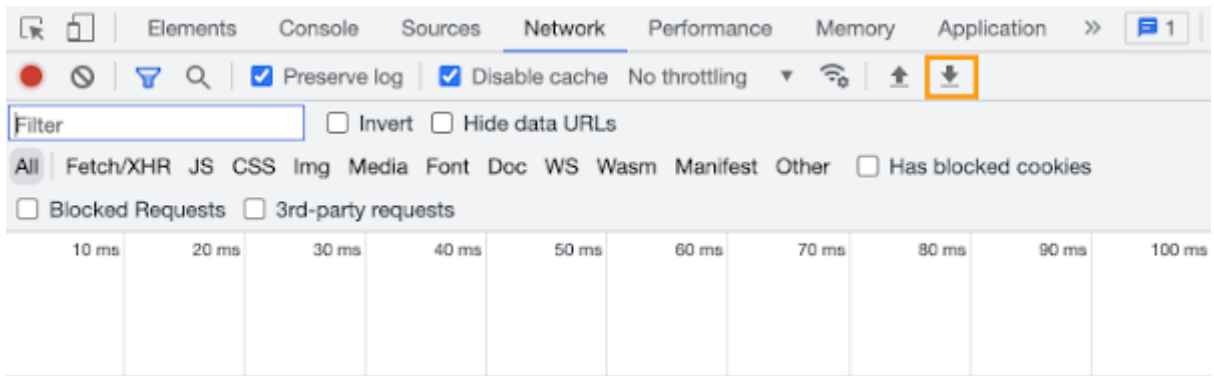 Elements Console Sources Network Performance Memory Application » 1
Preserve log Disable cache No throttling
Filter Invert Hide data URLs
All Fetch/XHR JS CSS Img Media Font Doc WS Wasm Manifest Other Has blocked cookies
Blocked Requests 3rd-party requests
10 ms 20 ms 30 ms 40 ms 50 ms 60 ms 70 ms 80 ms 90 ms 100 ms